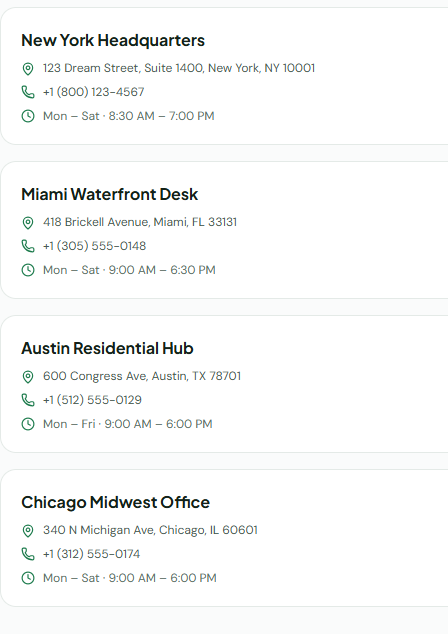 New York Headquarters
123 Dream Street, Suite 1400, New York, NY 10001
+1 (800) 123-4567
Mon – Sat · 8:30 AM – 7:00 PM
Miami Waterfront Desk
418 Brickell Avenue, Miami, FL 33131
+1 (305) 555-0148
Mon – Sat · 9:00 AM – 6:30 PM
Austin Residential Hub
600 Congress Ave, Austin, TX 78701
+1 (512) 555-0129
Mon – Fri · 9:00 AM – 6:00 PM
Chicago Midwest Office
340 N Michigan Ave, Chicago, IL 60601
+1 (312) 555-0174
Mon – Sat · 9:00 AM – 6:00 PM